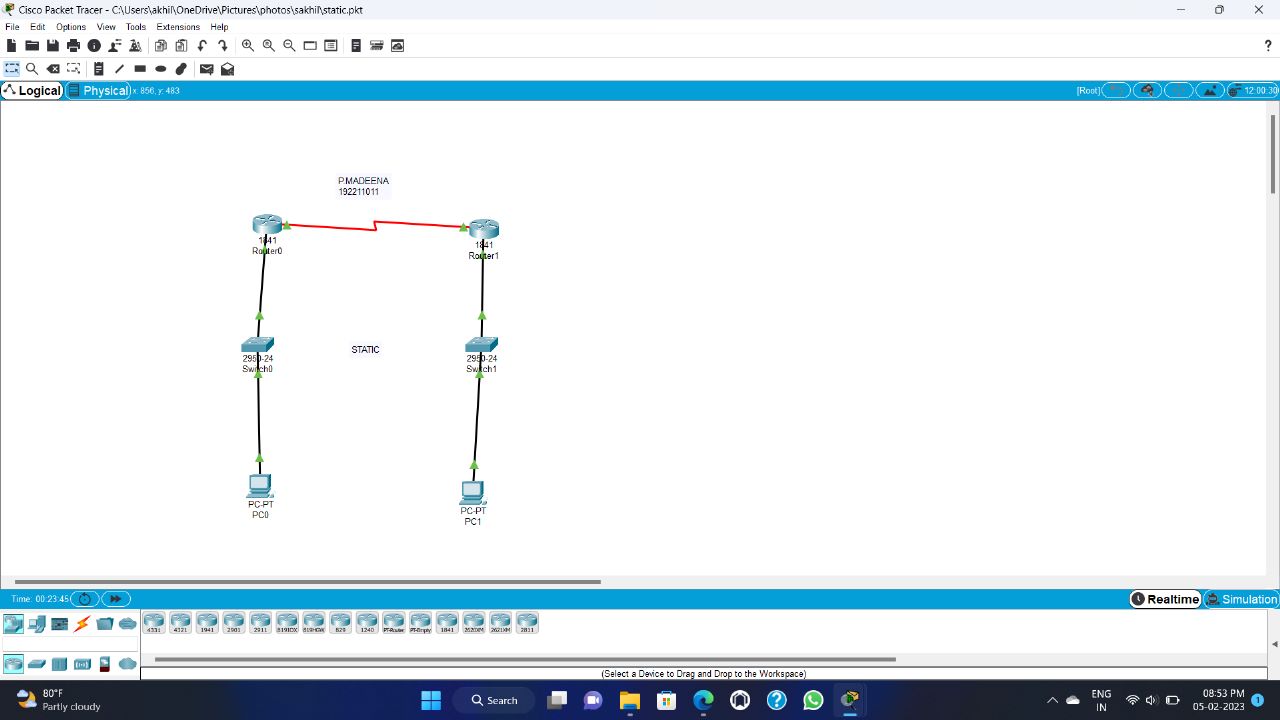 Cisco Packet Tracer - C:\Users\akhil\OneDrive\Pictures\photos\sakhil\static.pkt
File Edit Options View Tools Extensions Help
?
Logical Physical x: 856, y: 483 [Root] 12:00:30
P.MADEENA
192211011
1841
Router0
1841
Router1
2950-24
Switch0
STATIC
2950-24
Switch1
PC-PT
PC0
PC-PT
PC1
Time: 00:23:45 Realtime Simulation
4331 4321 1941 2901 2911 819IOX 819HGW 829 1240 PT-Router PT-Empty 1841 2620XM 2621XM 2811
(Select a Device to Drag and Drop to the Workspace)
80°F
Partly cloudy
Search
ENG
IN
08:53 PM
05-02-2023
1